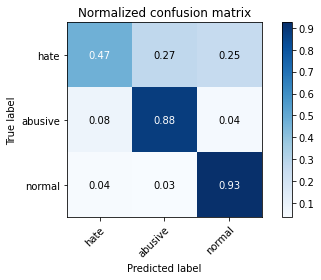 Normalized confusion matrix
hate 0.47 0.27 0.25
abusive 0.08 0.88 0.04
normal 0.04 0.03 0.93
hate abusive normal
True label
Predicted label
0.9
0.8
0.7
0.6
0.5
0.4
0.3
0.2
0.1